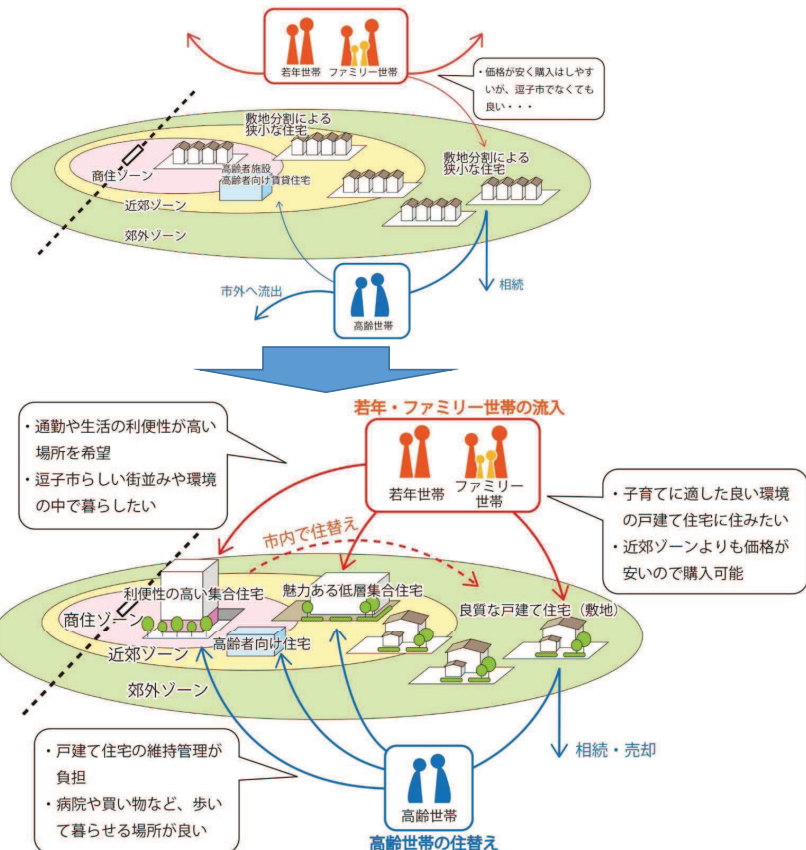 若年世帯
ファミリー世帯
・価格が安く購入はしやす
いが、逗子市でなくても
良い・・・
敷地分割による
狭小な住宅
敷地分割による
狭小な住宅
高齢者施設
高齢者向け賃貸住宅
商住ゾーン
近郊ゾーン
郊外ゾーン
市外へ流出
相続
高齢世帯
若年・ファミリー世帯の流入
・通勤や生活の利便性が高い
場所を希望
・逗子市らしい街並みや環境
の中で暮らしたい
若年世帯
ファミリー
世帯
・子育てに適した良い環境
の戸建て住宅に住みたい
・近郊ゾーンよりも価格が
安いので購入可能
市内で住替え
利便性の高い集合住宅
魅力ある低層集合住宅
良質な戸建て住宅（敷地）
商住ゾーン
高齢者向け住宅
近郊ゾーン
郊外ゾーン
・戸建て住宅の維持管理が
負担
・病院や買い物など、歩い
て暮らせる場所が良い
相続・売却
高齢世帯
高齢世帯の住替え